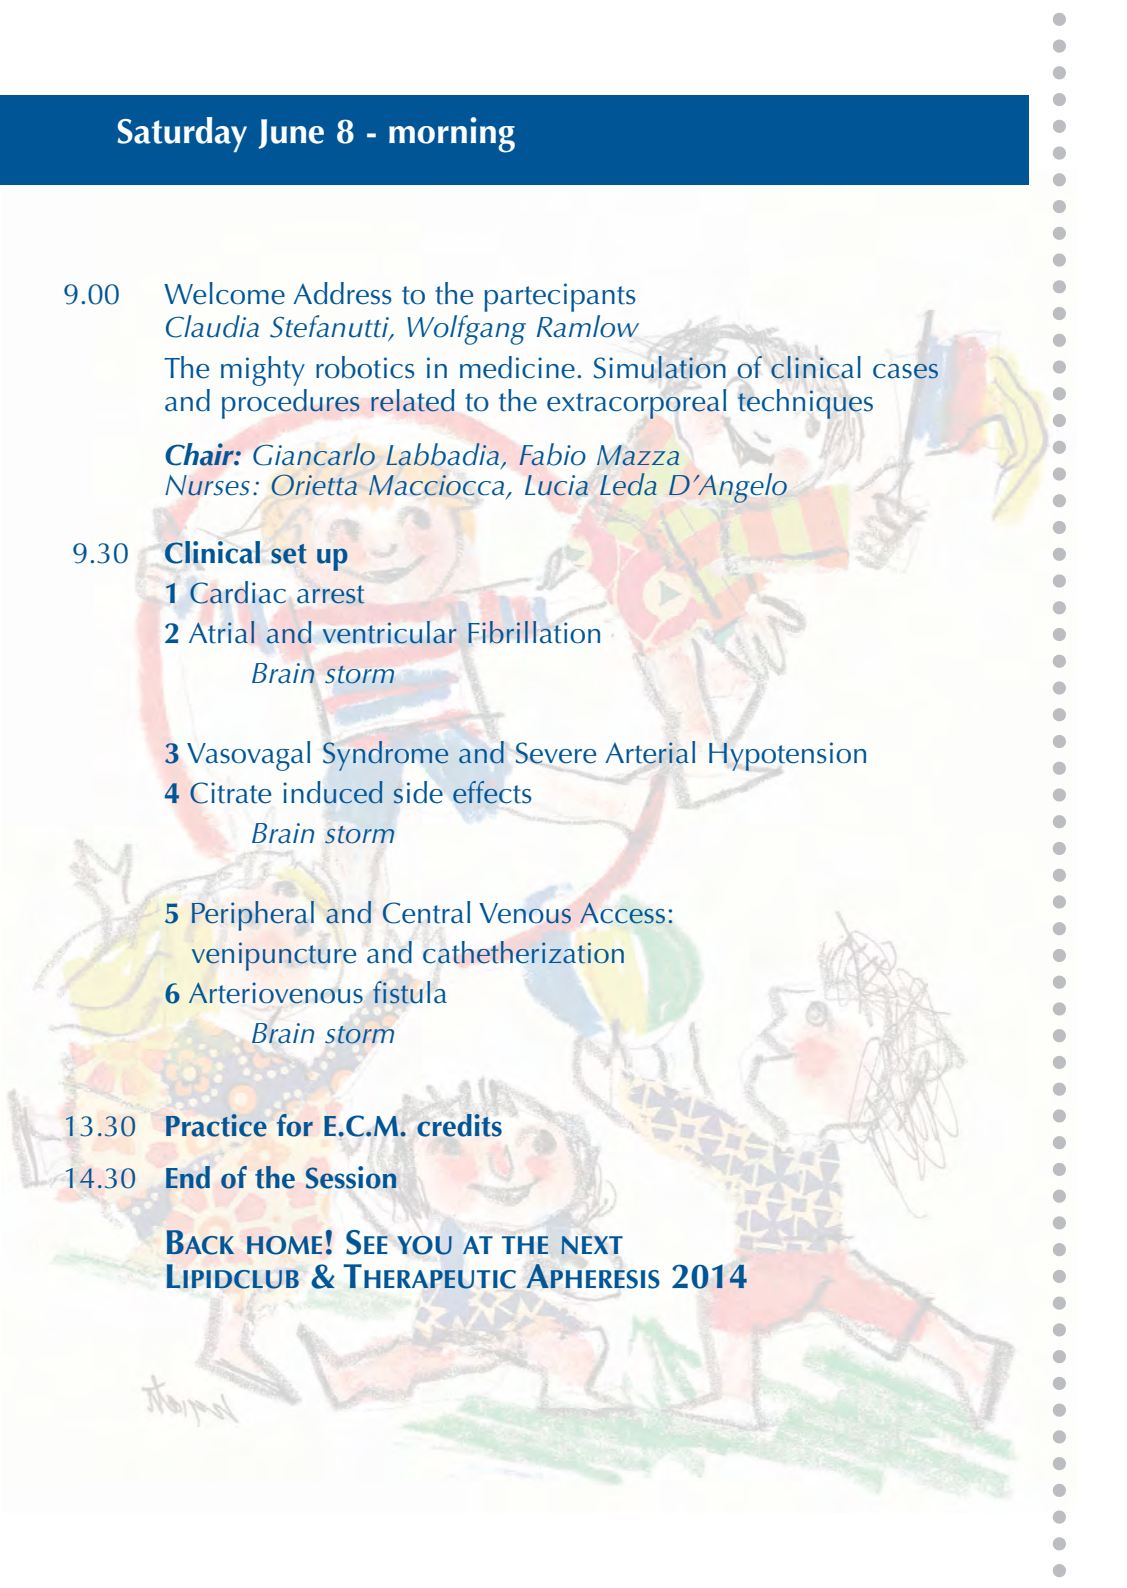 Saturday June 8 - morning
9.00 Welcome Address to the partecipants
Claudia Stefanutti, Wolfgang Ramlow
The mighty robotics in medicine. Simulation of clinical cases
and procedures related to the extracorporeal techniques
Chair: Giancarlo Labbadia, Fabio Mazza
Nurses: Orietta Macciocca, Lucia Leda D'Angelo
9.30 Clinical set up
1 Cardiac arrest
2 Atrial and ventricular Fibrillation
Brain storm
3 Vasovagal Syndrome and Severe Arterial Hypotension
4 Citrate induced side effects
Brain storm
5 Peripheral and Central Venous Access:
venipuncture and cathetherization
6 Arteriovenous fistula
Brain storm
13.30 Practice for E.C.M. credits
14.30 End of the Session
BACK HOME! SEE YOU AT THE NEXT
LIPIDCLUB & THERAPEUTIC APHERESIS 2014